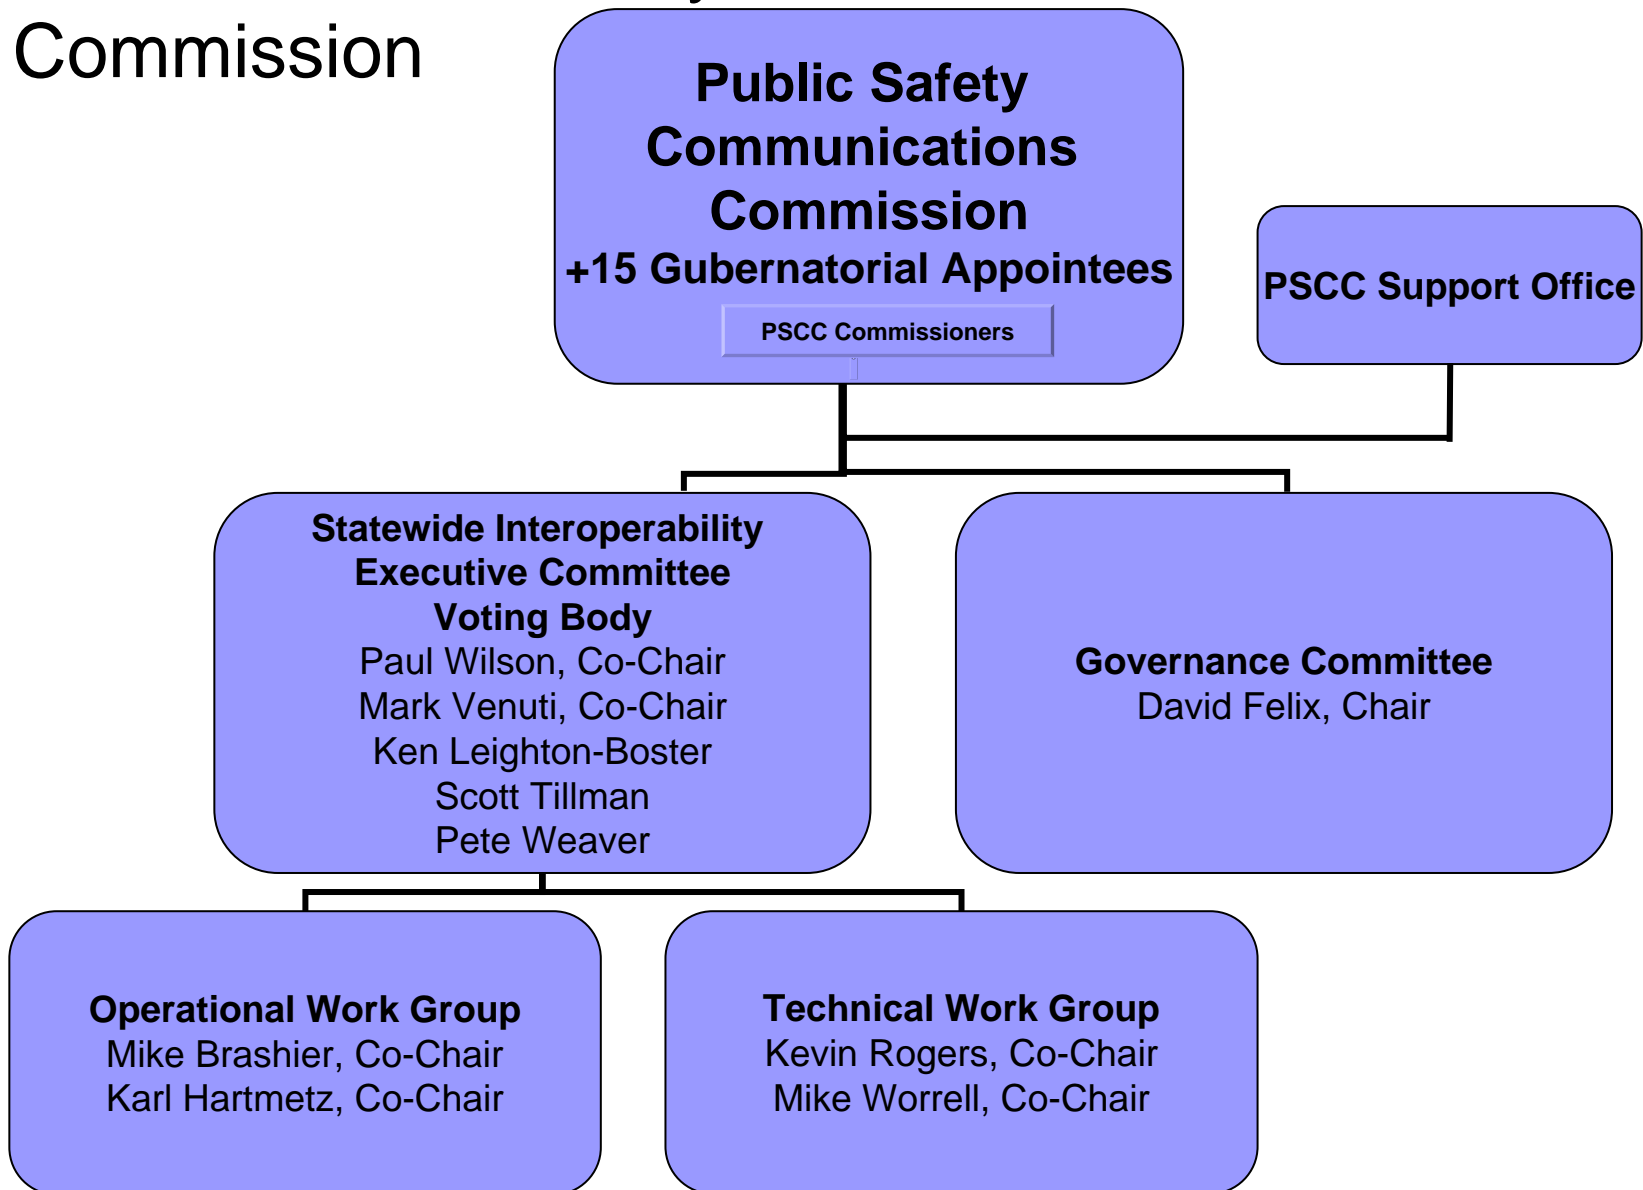 Commission
Public Safety
Communications
Commission
+15 Gubernatorial Appointees
PSCC Commissioners
PSCC Support Office
Statewide Interoperability
Executive Committee
Voting Body
Paul Wilson, Co-Chair
Mark Venuti, Co-Chair
Ken Leighton-Boster
Scott Tillman
Pete Weaver
Governance Committee
David Felix, Chair
Operational Work Group
Mike Brashier, Co-Chair
Karl Hartmetz, Co-Chair
Technical Work Group
Kevin Rogers, Co-Chair
Mike Worrell, Co-Chair